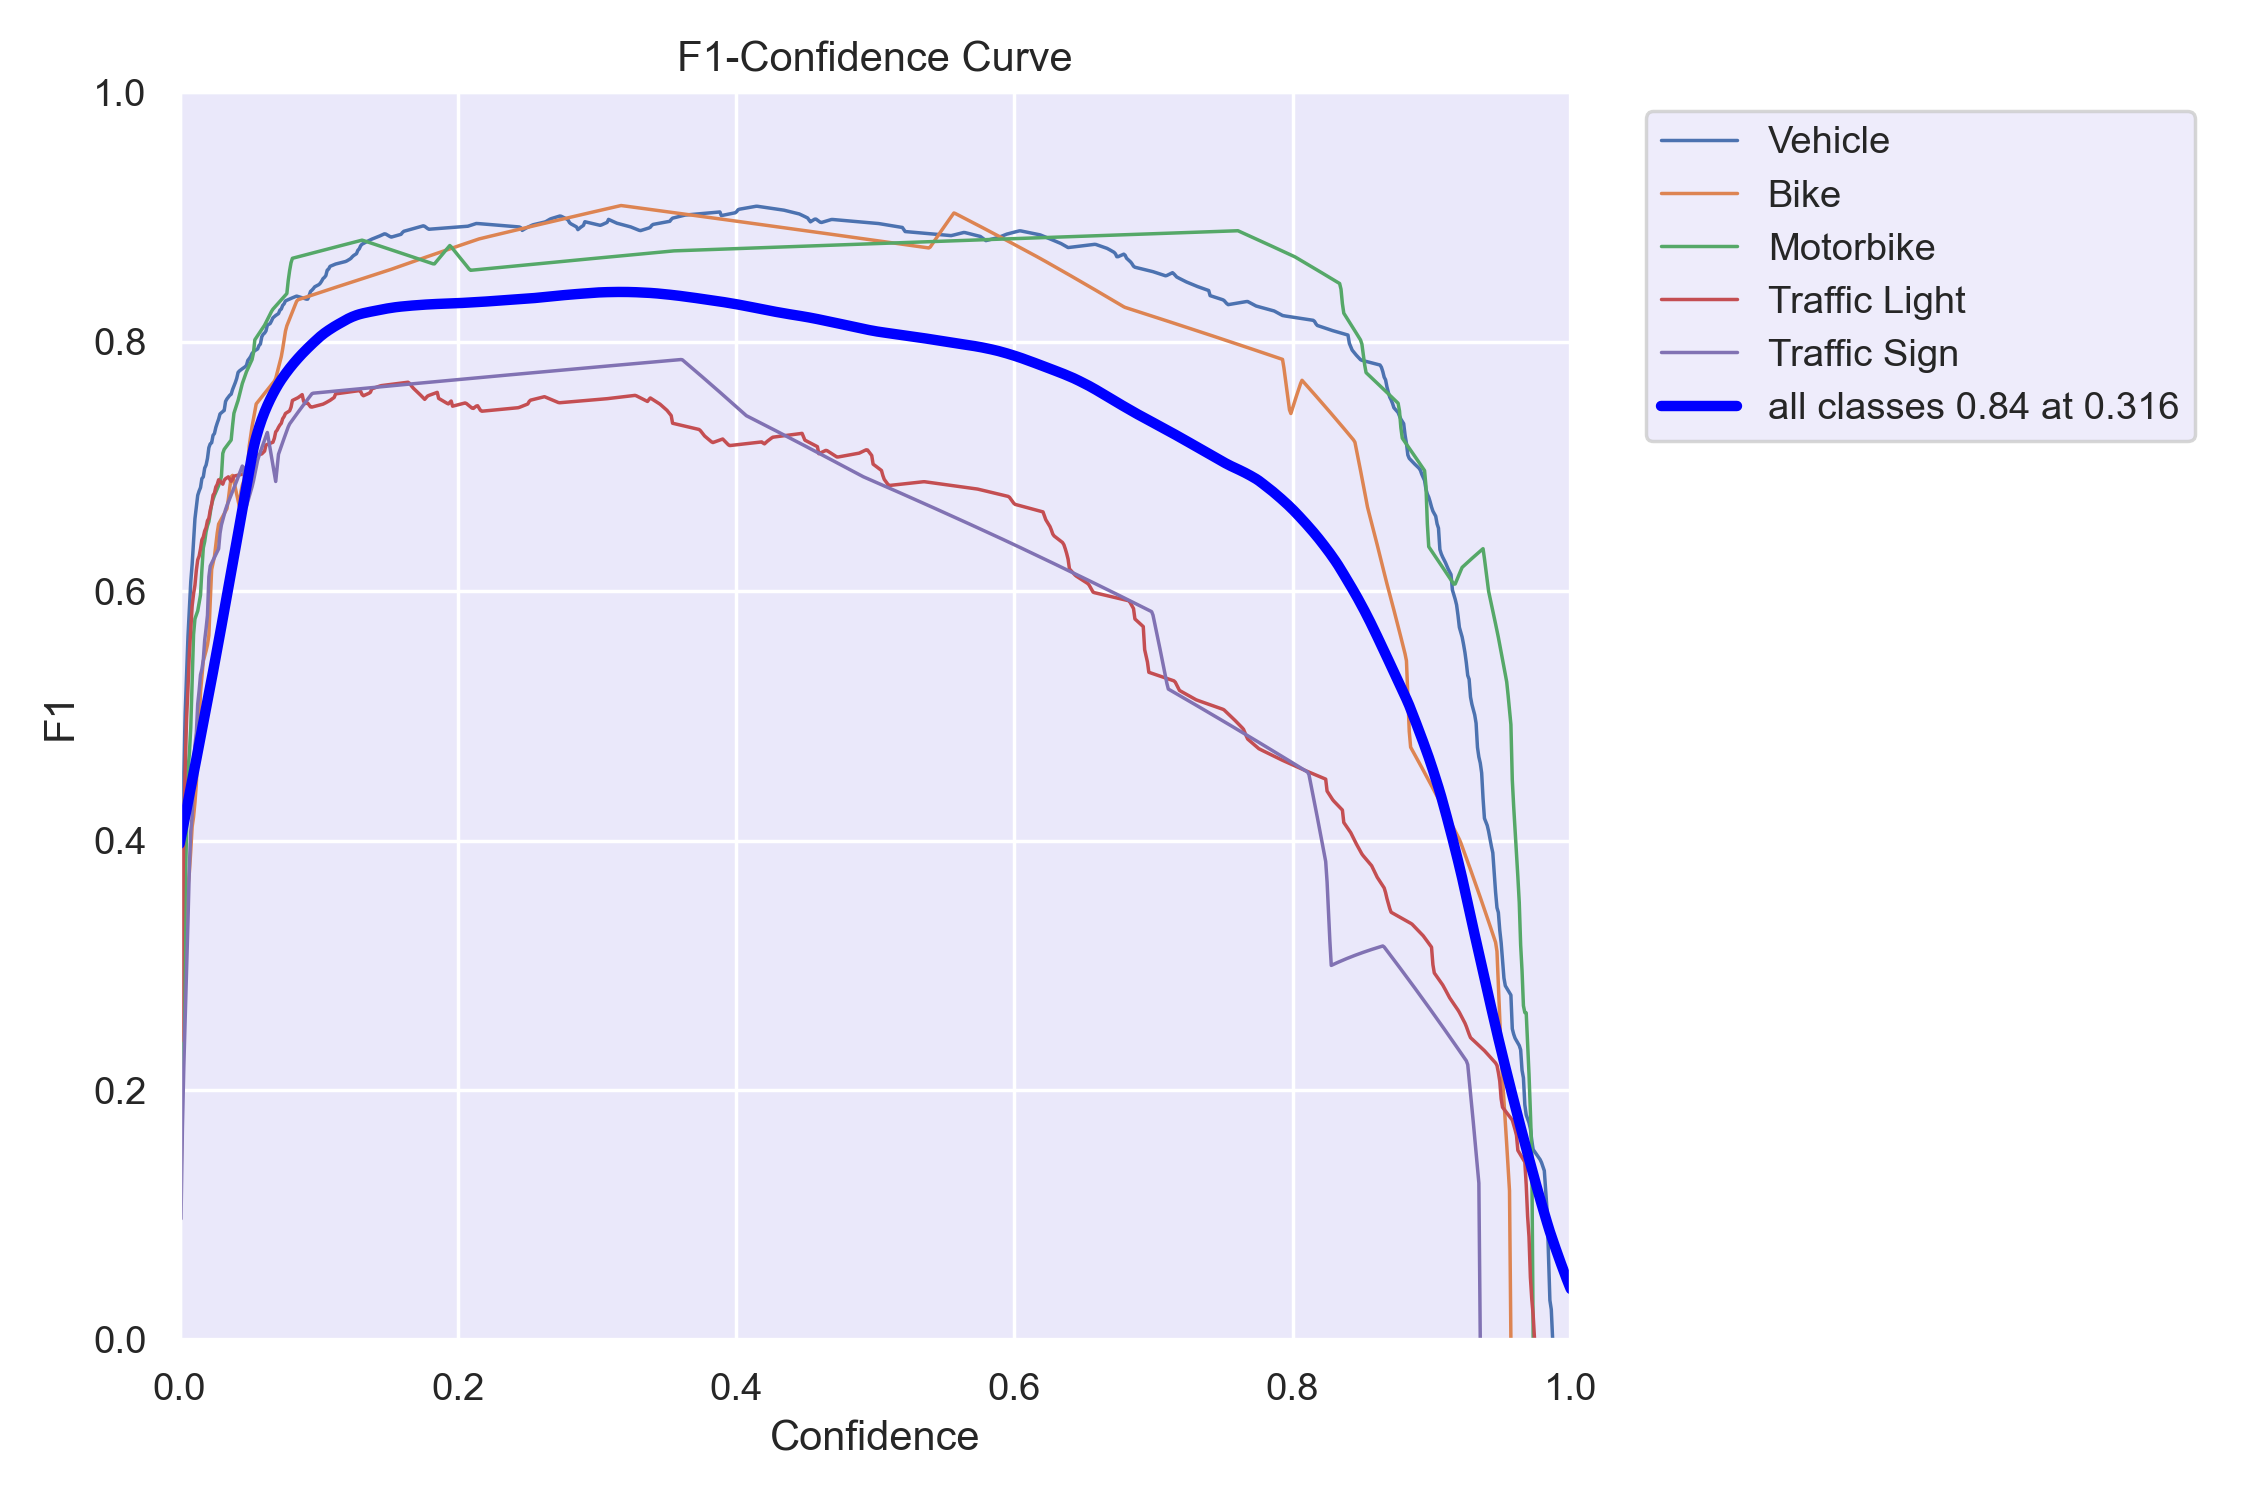 F1-Confidence Curve
1.0
0.8
0.6
0.4
0.2
0.0
F1
0.0 0.2 0.4 0.6 0.8 1.0
Confidence
Vehicle
Bike
Motorbike
Traffic Light
Traffic Sign
all classes 0.84 at 0.316